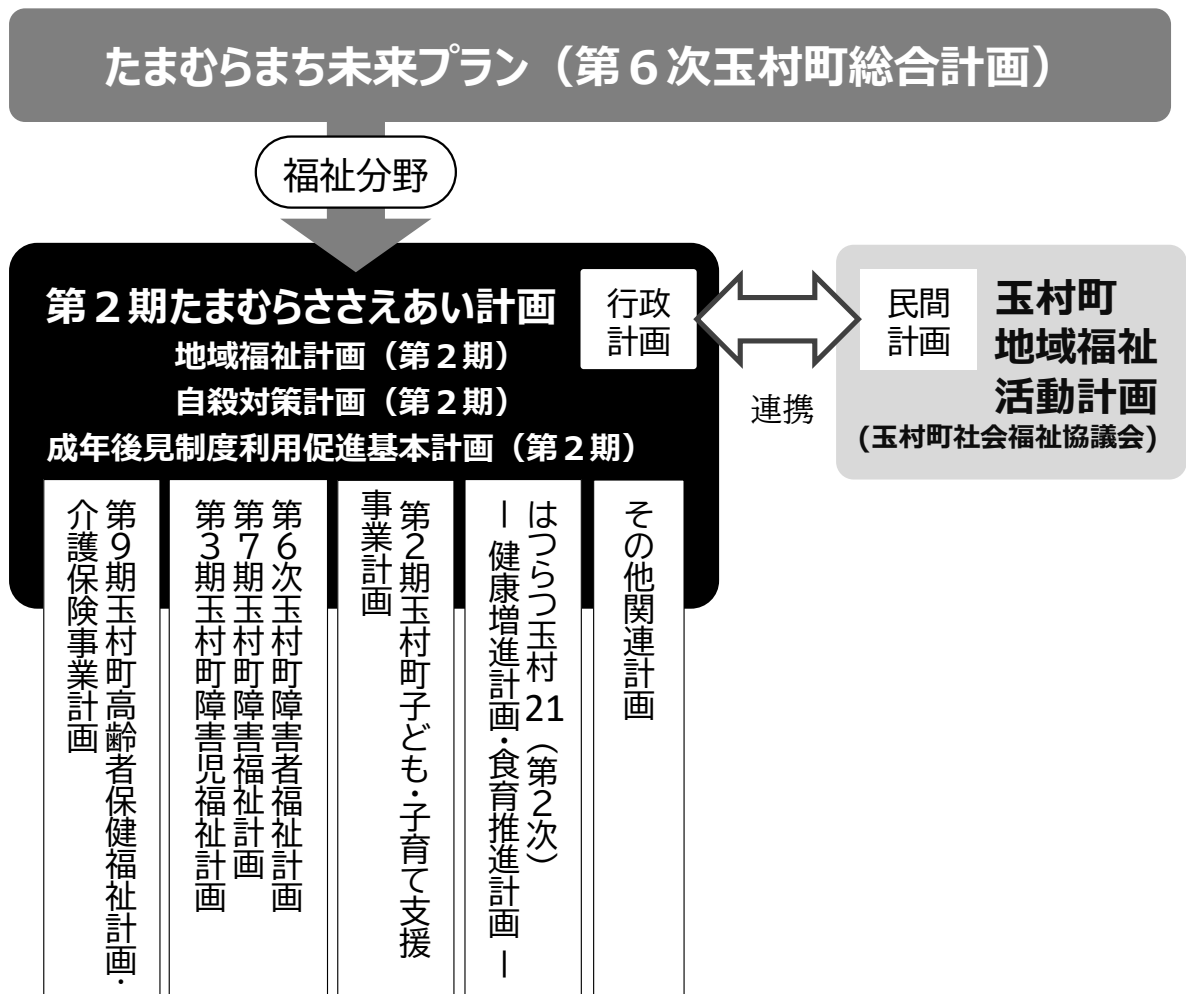 たまむらまち未来プラン（第６次玉村町総合計画）
福祉分野
第２期たまむらささえあい計画
地域福祉計画（第２期）
自殺対策計画（第２期）
成年後見制度利用促進基本計画（第２期）
行政
計画
連携
民間
計画
玉村町
地域福祉
活動計画
(玉村町社会福祉協議会)
第９期玉村町高齢者保健福祉計画・
介護保険事業計画
第６次玉村町障害者福祉計画
第７期玉村町障害福祉計画
第３期玉村町障害児福祉計画
第２期玉村町子ども・子育て支援
事業計画
はつらつ玉村 21（第２次）
ー 健康増進計画・食育推進計画 ー
その他関連計画